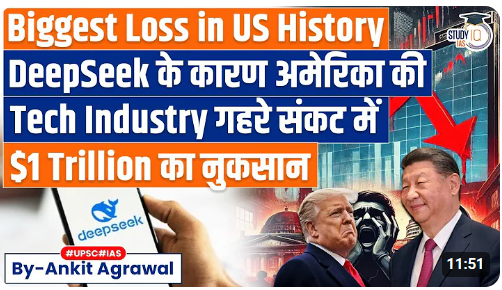 Biggest Loss in US History
STUDY IQ
IAS
DeepSeek के कारण अमेरिका की
Tech Industry गहरे संकट में
$1 Trillion का नुकसान
deepseek
#UPSC#IAS
By-Ankit Agrawal
11:51